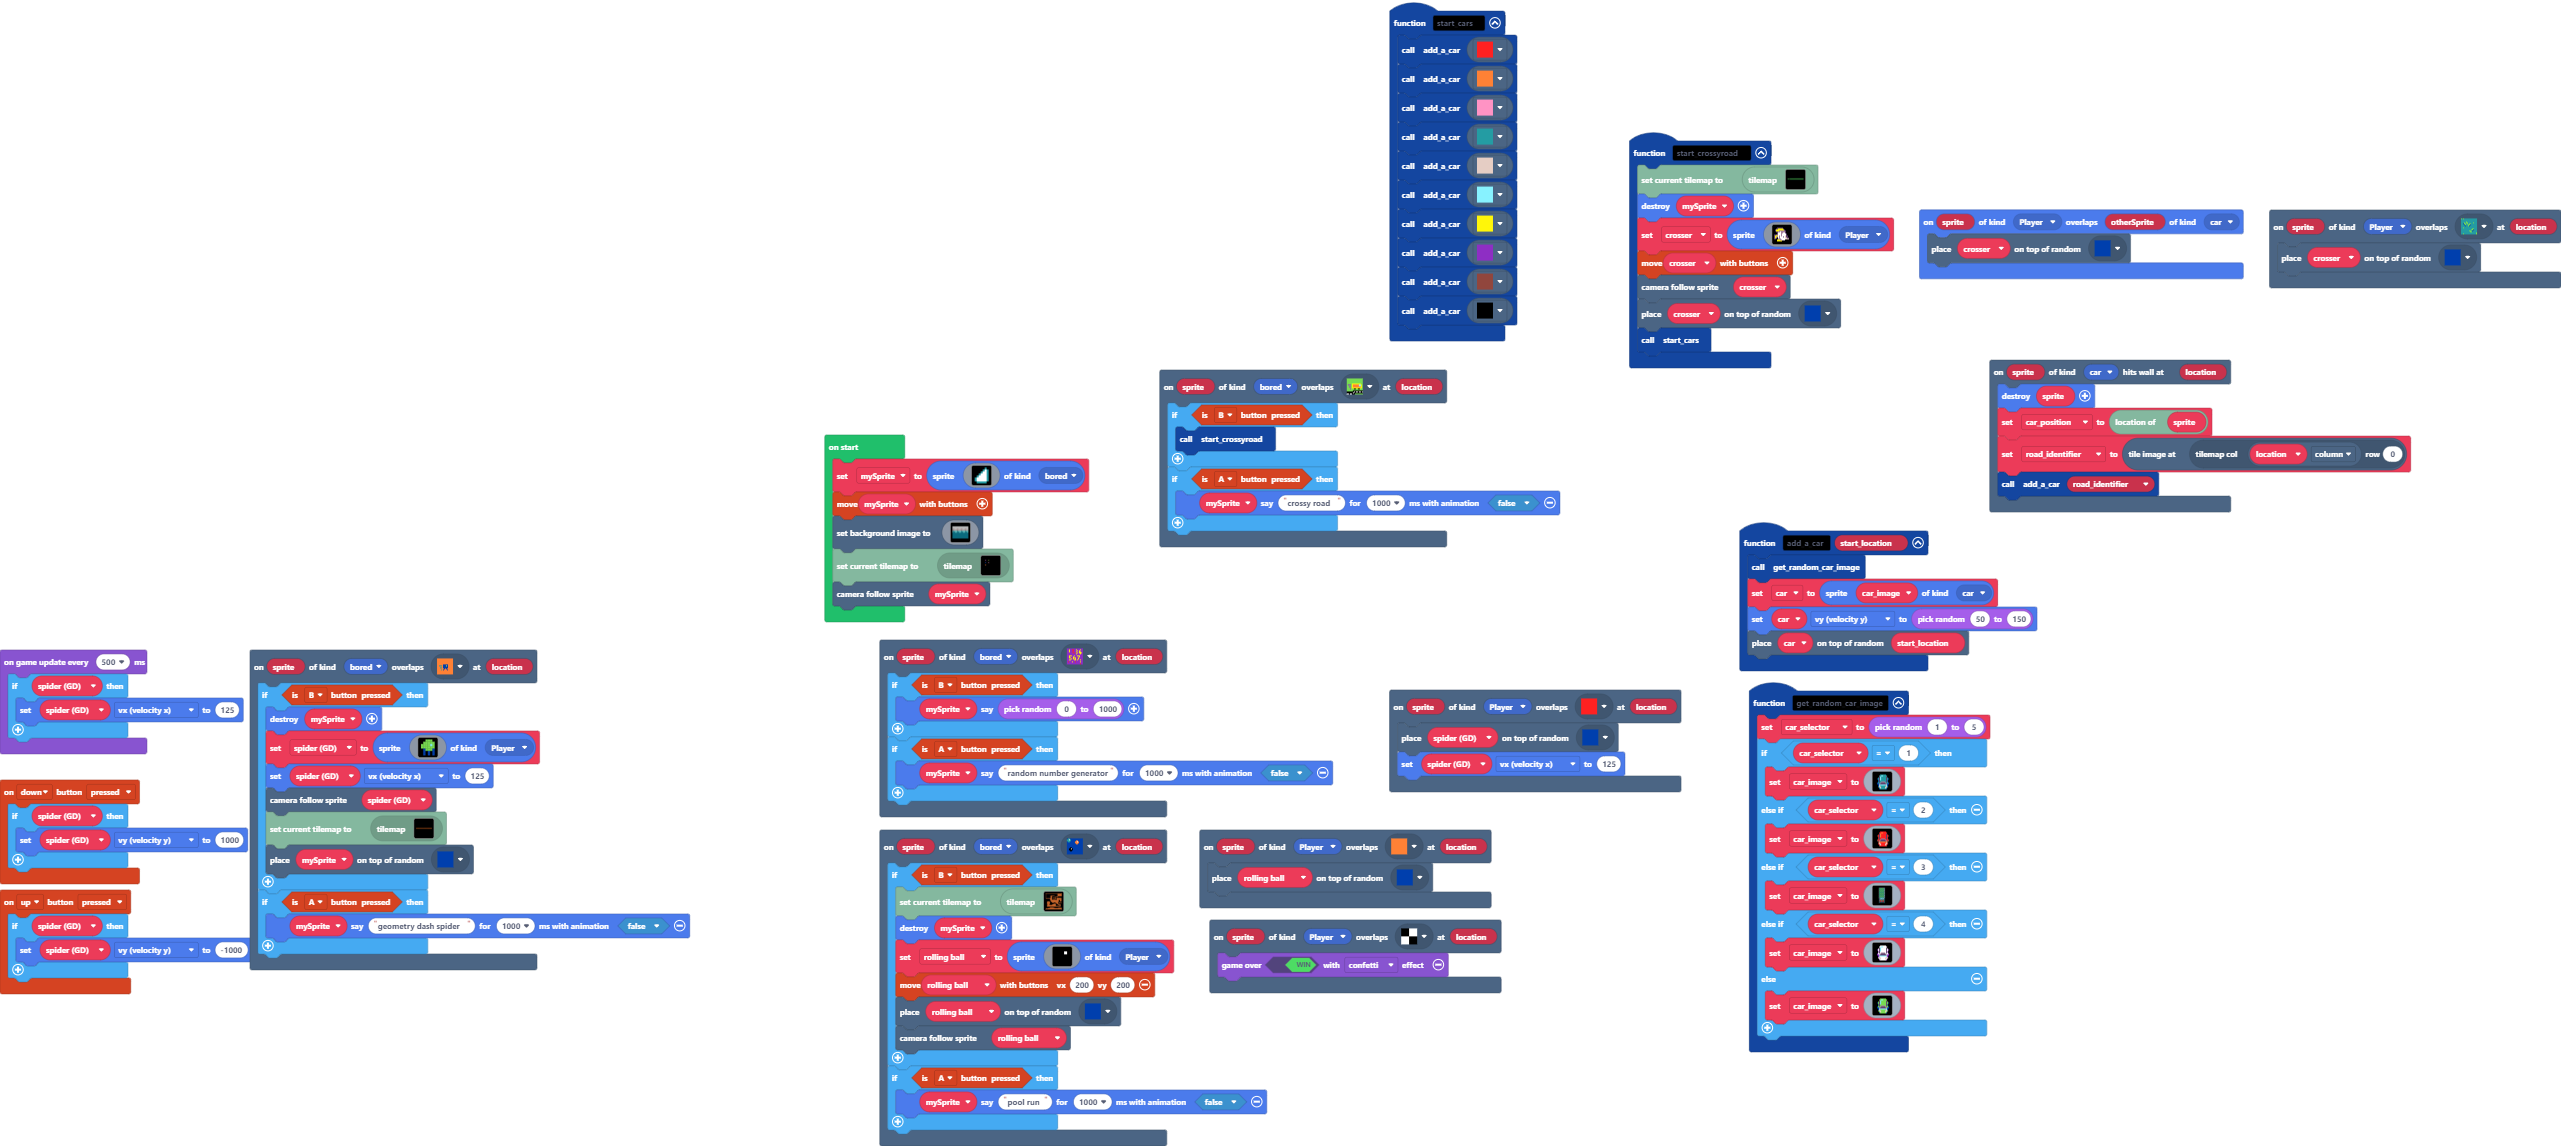 function start cars
call add_a_car
call add_a_car
call add_a_car
call add_a_car
call add_a_car
call add_a_car
call add_a_car
call add_a_car
call add_a_car
call add_a_car
function start crossyroad
set current tilemap to tilemap
destroy mySprite
set crosser to sprite of kind Player
move crosser with buttons
camera follow sprite crosser
place crosser on top of random
call start_cars
on sprite of kind Player overlaps otherSprite of kind car
place crosser on top of random
on sprite of kind Player overlaps at location
place crosser on top of random
on sprite of kind bored overlaps at location
if is B button pressed then
call start_crossyroad
if is A button pressed then
mySprite say "crossy road" for 1000 ms with animation false
on sprite of kind car hits wall at location
destroy sprite
set car_position to location of sprite
set road_identifier to tile image at tilemap col location column row 0
call add_a_car road_identifier
on start
set mySprite to sprite of kind bored
move mySprite with buttons
set background image to
set current tilemap to tilemap
camera follow sprite mySprite
function add a car start_location
call get_random_car_image
set car to sprite car_image of kind car
set car vy (velocity y) to pick random 50 to 150
place car on top of random start_location
on game update every 500 ms
if spider (GD) then
set spider (GD) vx (velocity x) to 125
on down button pressed
if spider (GD) then
set spider (GD) vy (velocity y) to 1000
on up button pressed
if spider (GD) then
set spider (GD) vy (velocity y) to -1000
on sprite of kind bored overlaps at location
if is B button pressed then
destroy mySprite
set spider (GD) to sprite of kind Player
set spider (GD) vx (velocity x) to 125
camera follow sprite spider (GD)
set current tilemap to tilemap
place mySprite on top of random
if is A button pressed then
mySprite say "geometry dash spider" for 1000 ms with animation false
on sprite of kind bored overlaps at location
if is B button pressed then
mySprite say pick random 0 to 1000
if is A button pressed then
mySprite say "random number generator" for 1000 ms with animation false
on sprite of kind Player overlaps at location
place spider (GD) on top of random
set spider (GD) vx (velocity x) to 125
on sprite of kind bored overlaps at location
if is B button pressed then
set current tilemap to tilemap
destroy mySprite
set rolling ball to sprite of kind Player
move rolling ball with buttons vx 200 vy 200
place rolling ball on top of random
camera follow sprite rolling ball
if is A button pressed then
mySprite say "pool run" for 1000 ms with animation false
on sprite of kind Player overlaps at location
place rolling ball on top of random
on sprite of kind Player overlaps at location
game over WIN with confetti effect
function get random car image
set car_selector to pick random 1 to 5
if car_selector = 1 then
set car_image to
else if car_selector = 2 then
set car_image to
else if car_selector = 3 then
set car_image to
else if car_selector = 4 then
set car_image to
else
set car_image to